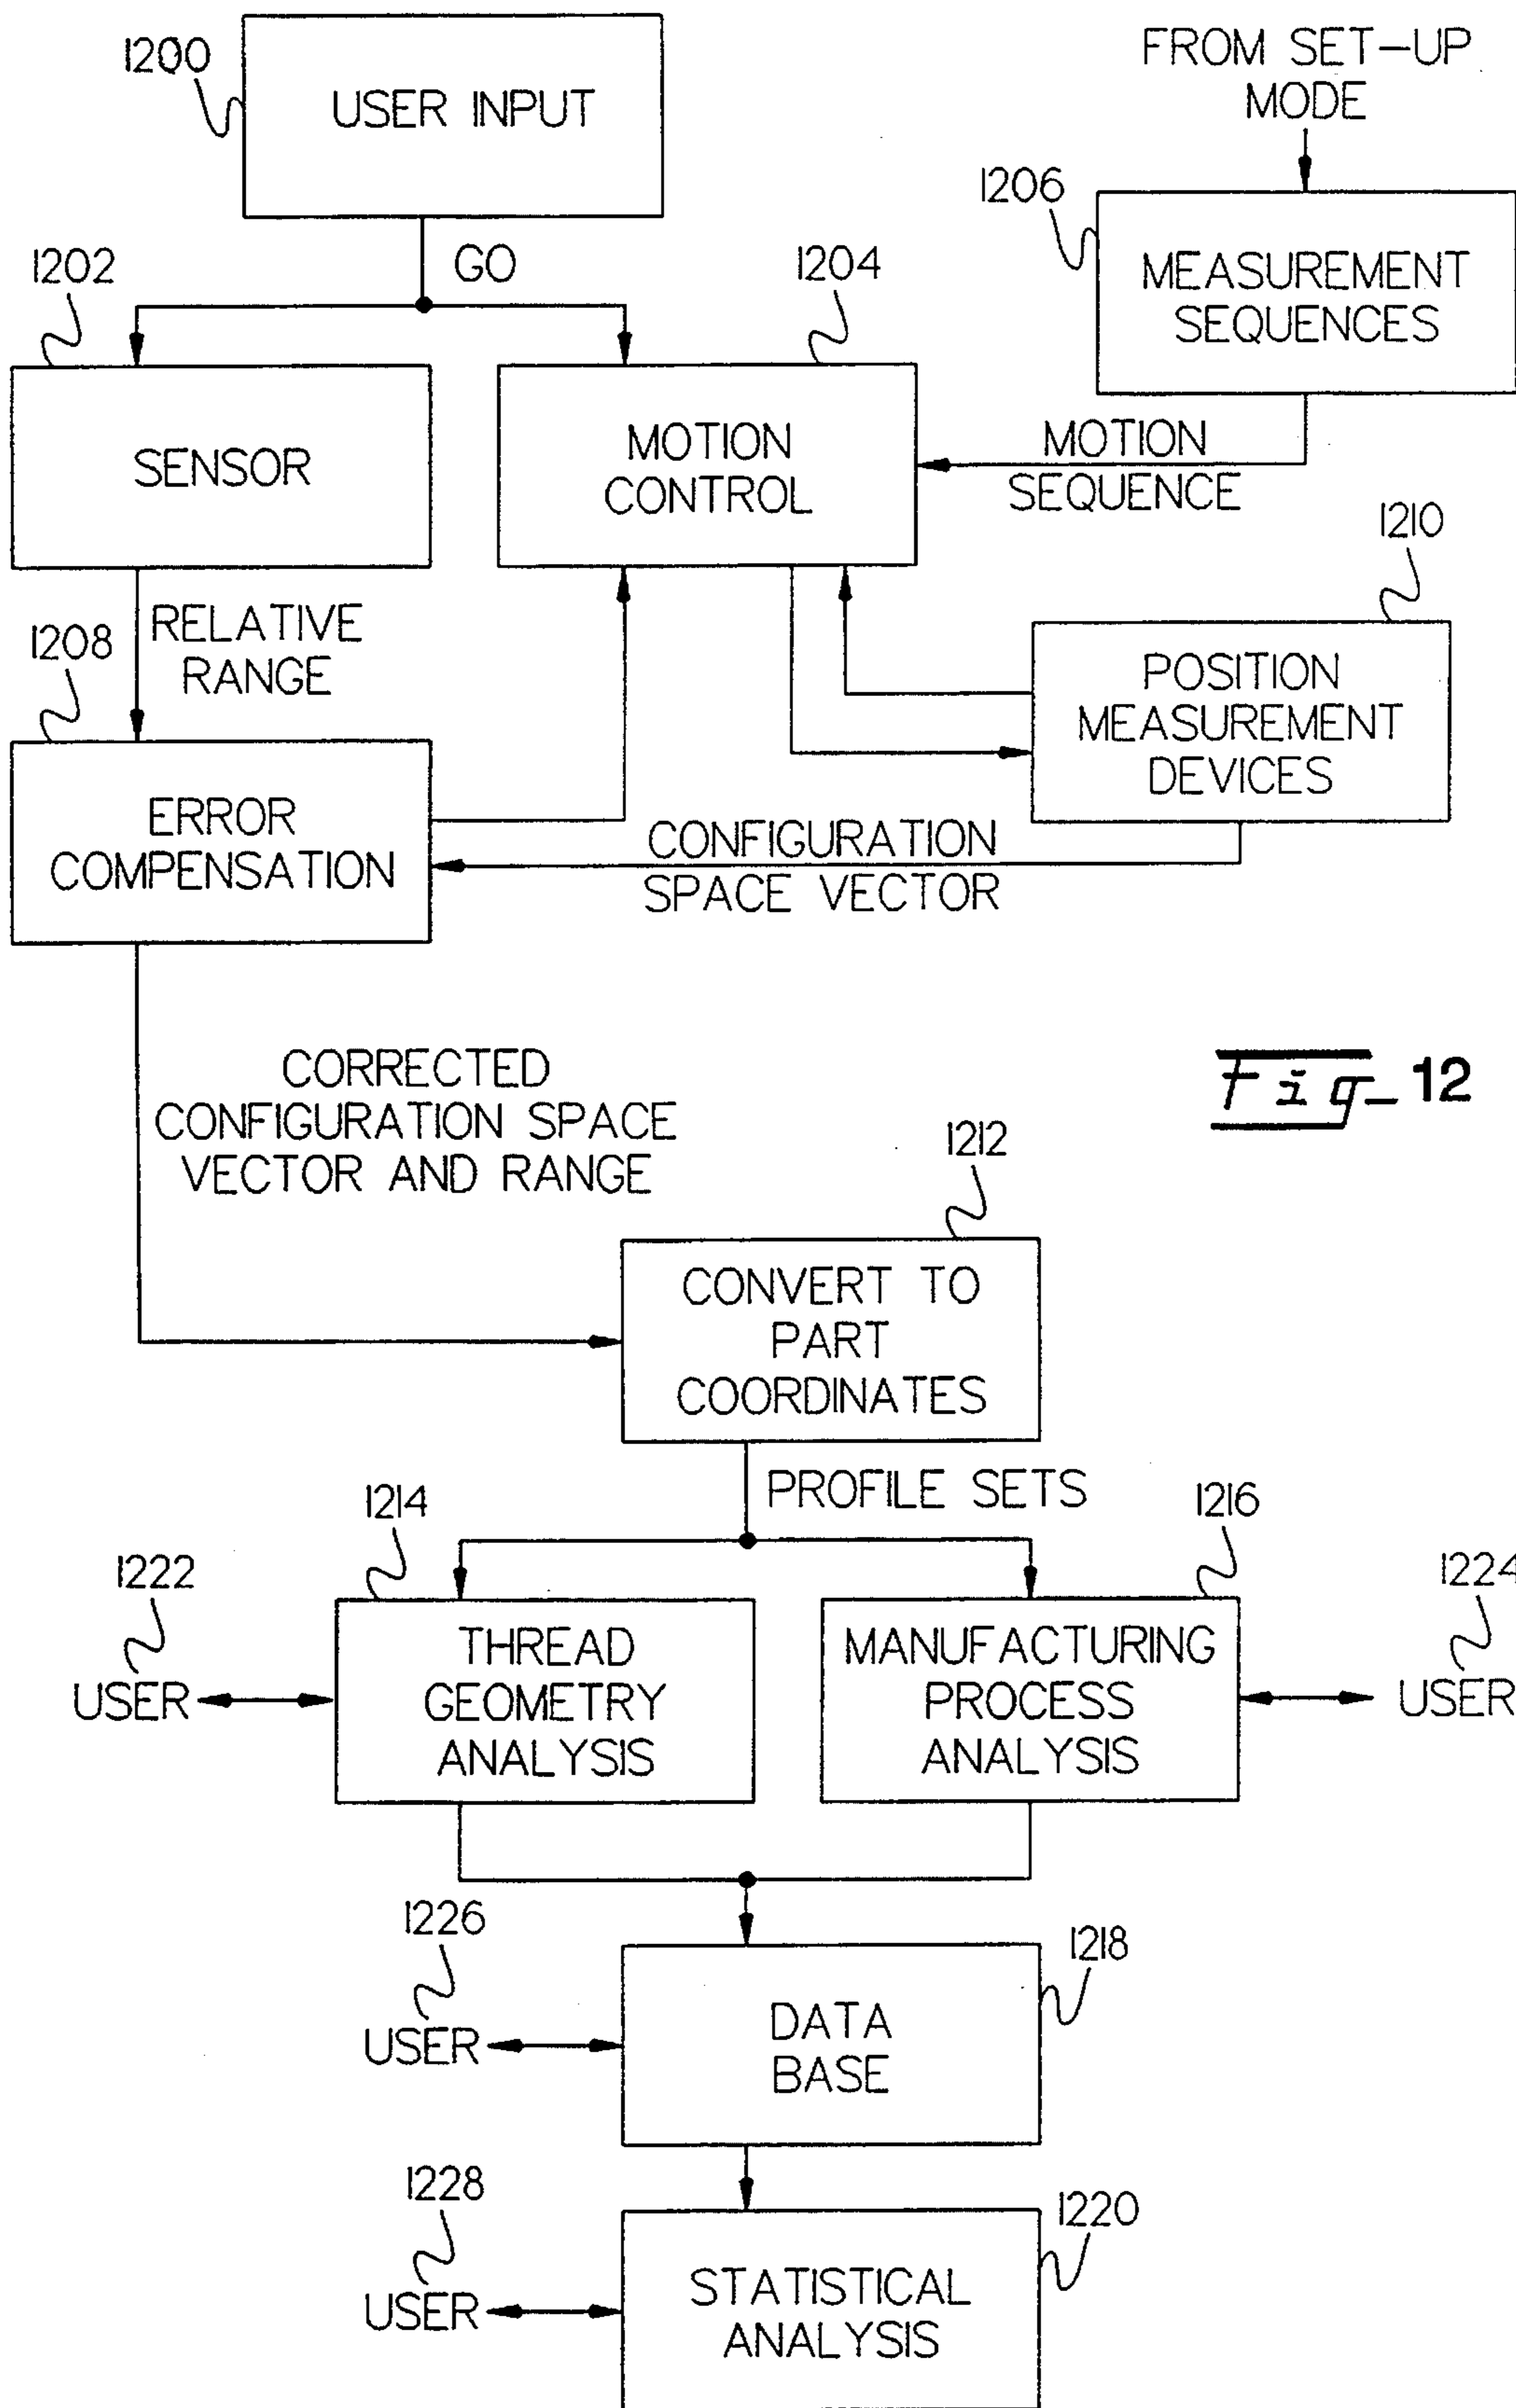 1200
USER INPUT
FROM SET-UP
MODE
1206
MEASUREMENT
SEQUENCES
GO
1202
SENSOR
1204
MOTION
CONTROL
MOTION
SEQUENCE
1210
POSITION
MEASUREMENT
DEVICES
RELATIVE
RANGE
1208
ERROR
COMPENSATION
CONFIGURATION
SPACE VECTOR
CORRECTED
CONFIGURATION SPACE
VECTOR AND RANGE
Fig_ 12
1212
CONVERT TO
PART
COORDINATES
PROFILE SETS
1214
1216
1222
USER
THREAD
GEOMETRY
ANALYSIS
MANUFACTURING
PROCESS
ANALYSIS
1224
USER
1226
USER
1218
DATA
BASE
1228
USER
1220
STATISTICAL
ANALYSIS